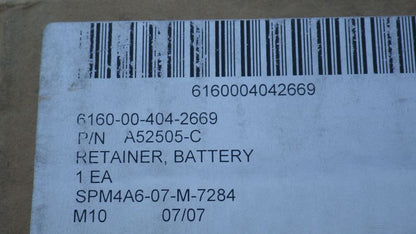 6160004042669
6160-00-404-2669
P/N A52505-C
RETAINER, BATTERY
1 EA
SPM4A6-07-M-7284
M10 07/07